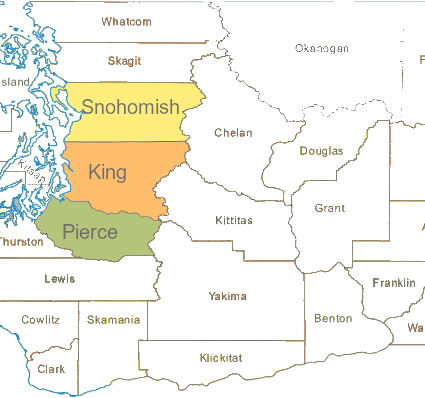 Whatcom
Okanogan
F
Skagit
sland
Snohomish
Chelan
Douglas
King
Kitsap
Grant
Kittitas
A
Pierce
Thurston
Lewis
Yakima
Franklin
Cowlitz
Skamania
Benton
Wa
Klickitat
Clark